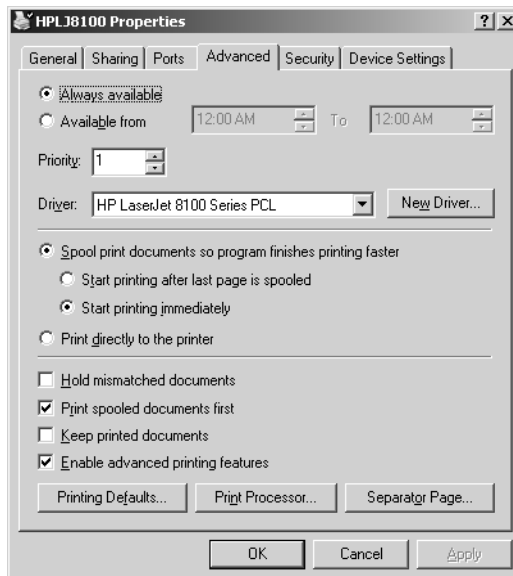 HPLJ8100 Properties ? X
General Sharing Ports Advanced Security Device Settings
Always available
Available from 12:00 AM To 12:00 AM
Priority: 1
Driver: HP LaserJet 8100 Series PCL New Driver...
Spool print documents so program finishes printing faster
Start printing after last page is spooled
Start printing immediately
Print directly to the printer
Hold mismatched documents
Print spooled documents first
Keep printed documents
Enable advanced printing features
Printing Defaults... Print Processor... Separator Page...
OK Cancel Apply